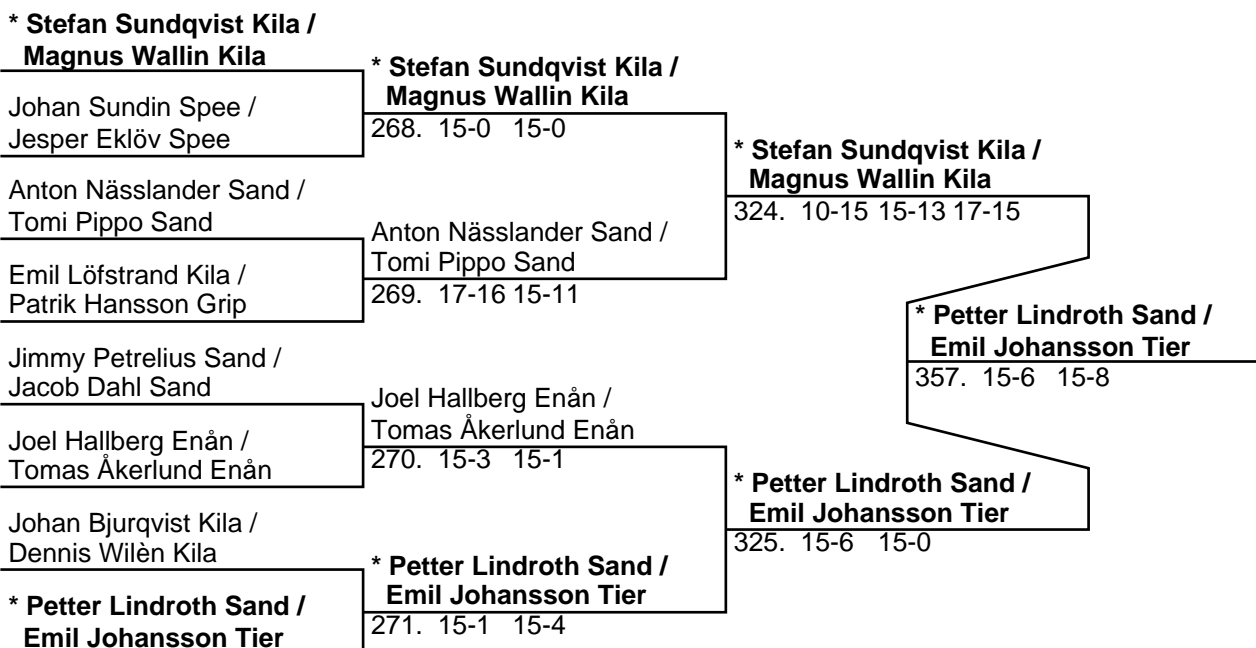 * Stefan Sundqvist Kila /
Magnus Wallin Kila
Johan Sundin Spee /
Jesper Eklöv Spee
Anton Nässlander Sand /
Tomi Pippo Sand
Emil Löfstrand Kila /
Patrik Hansson Grip
Jimmy Petrelius Sand /
Jacob Dahl Sand
Joel Hallberg Enån /
Tomas Åkerlund Enån
Johan Bjurqvist Kila /
Dennis Wilèn Kila
* Petter Lindroth Sand /
Emil Johansson Tier
* Stefan Sundqvist Kila /
Magnus Wallin Kila
268. 15-0 15-0
Anton Nässlander Sand /
Tomi Pippo Sand
269. 17-16 15-11
Joel Hallberg Enån /
Tomas Åkerlund Enån
270. 15-3 15-1
* Petter Lindroth Sand /
Emil Johansson Tier
271. 15-1 15-4
* Stefan Sundqvist Kila /
Magnus Wallin Kila
324. 10-15 15-13 17-15
* Petter Lindroth Sand /
Emil Johansson Tier
325. 15-6 15-0
* Petter Lindroth Sand /
Emil Johansson Tier
357. 15-6 15-8